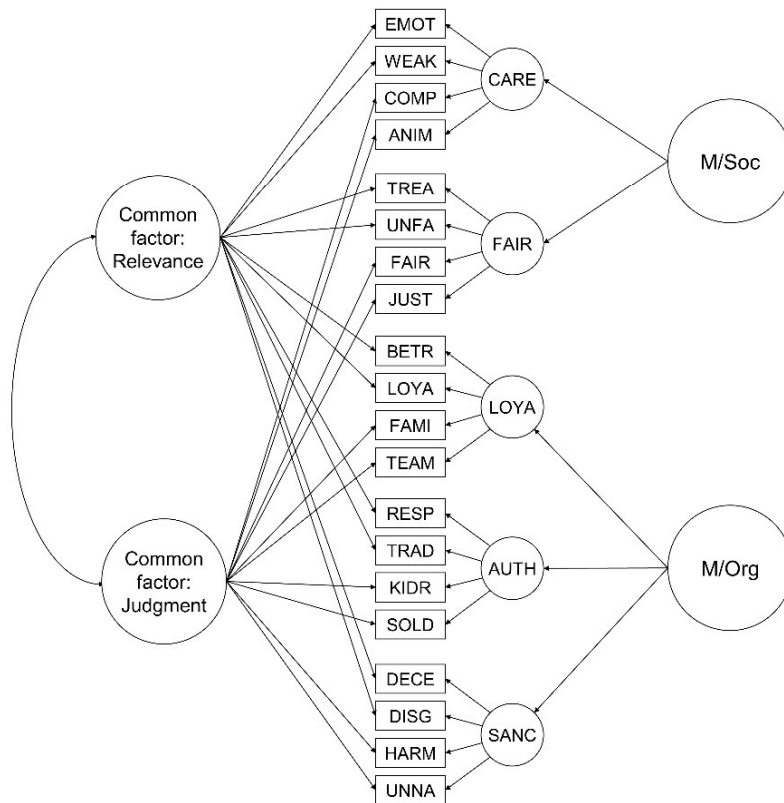 EMOT
WEAK
COMP
ANIM
CARE
M/Soc
TREA
UNFA
FAIR
JUST
FAIR
Common
factor:
Relevance
BETR
LOYA
FAMI
TEAM
LOYA
RESP
TRAD
KIDR
SOLD
AUTH
M/Org
Common
factor:
Judgment
DECE
DISG
HARM
UNNA
SANC